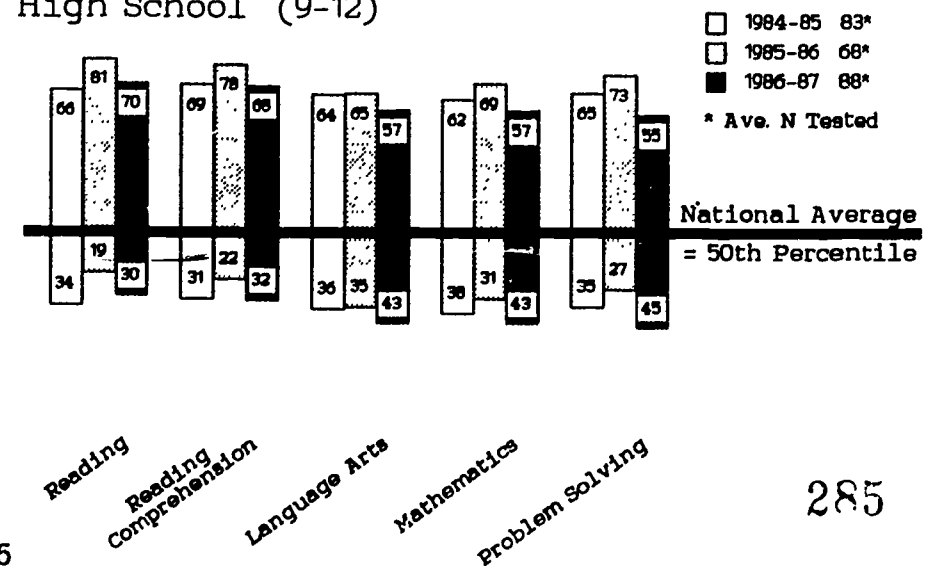 High School (9-12)
1984-85 83*
1985-86 68*
1986-87 88*
* Ave. N Tested
66 81 70 69 78 68 64 65 57 62 69 57 65 73 55
National Average
= 50th Percentile
34 19 30 31 22 32 36 35 43 38 31 43 35 27 45
Reading
Reading
Comprehension
Language Arts
Mathematics
Problem Solving
285
5